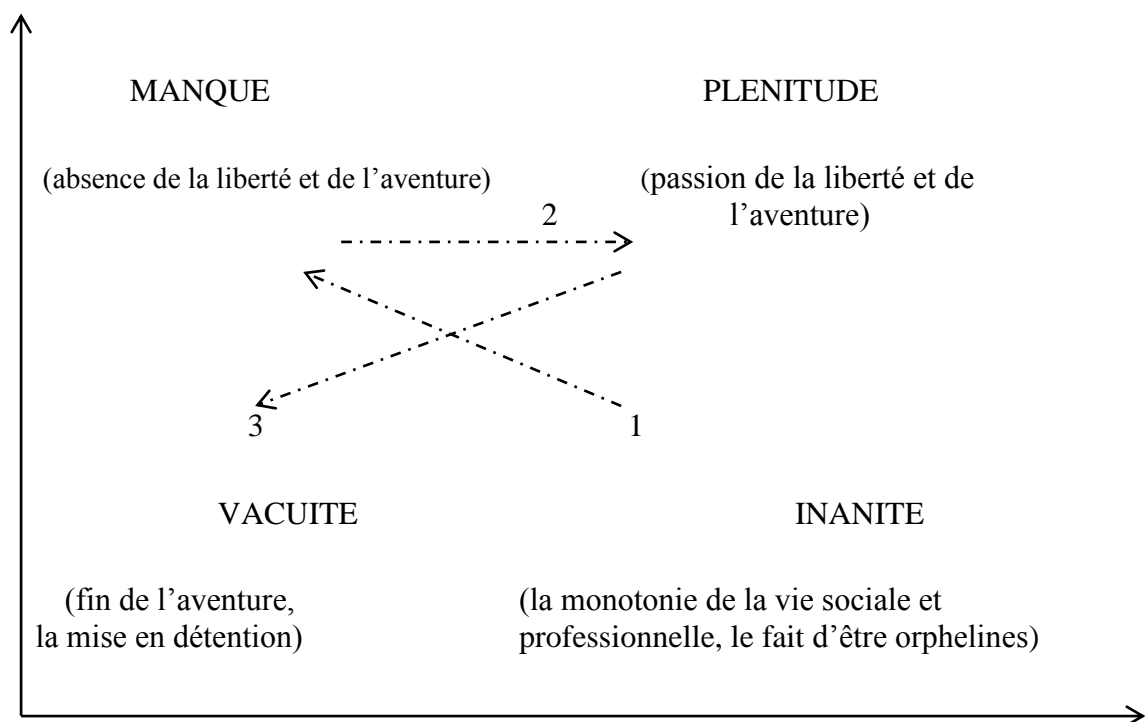 MANQUE
PLENITUDE
(absence de la liberté et de l’aventure)
(passion de la liberté et de
l’aventure)
2
3
1
VACUITE
INANITE
(fin de l’aventure,
la mise en détention)
(la monotonie de la vie sociale et
professionnelle, le fait d’être orphelines)